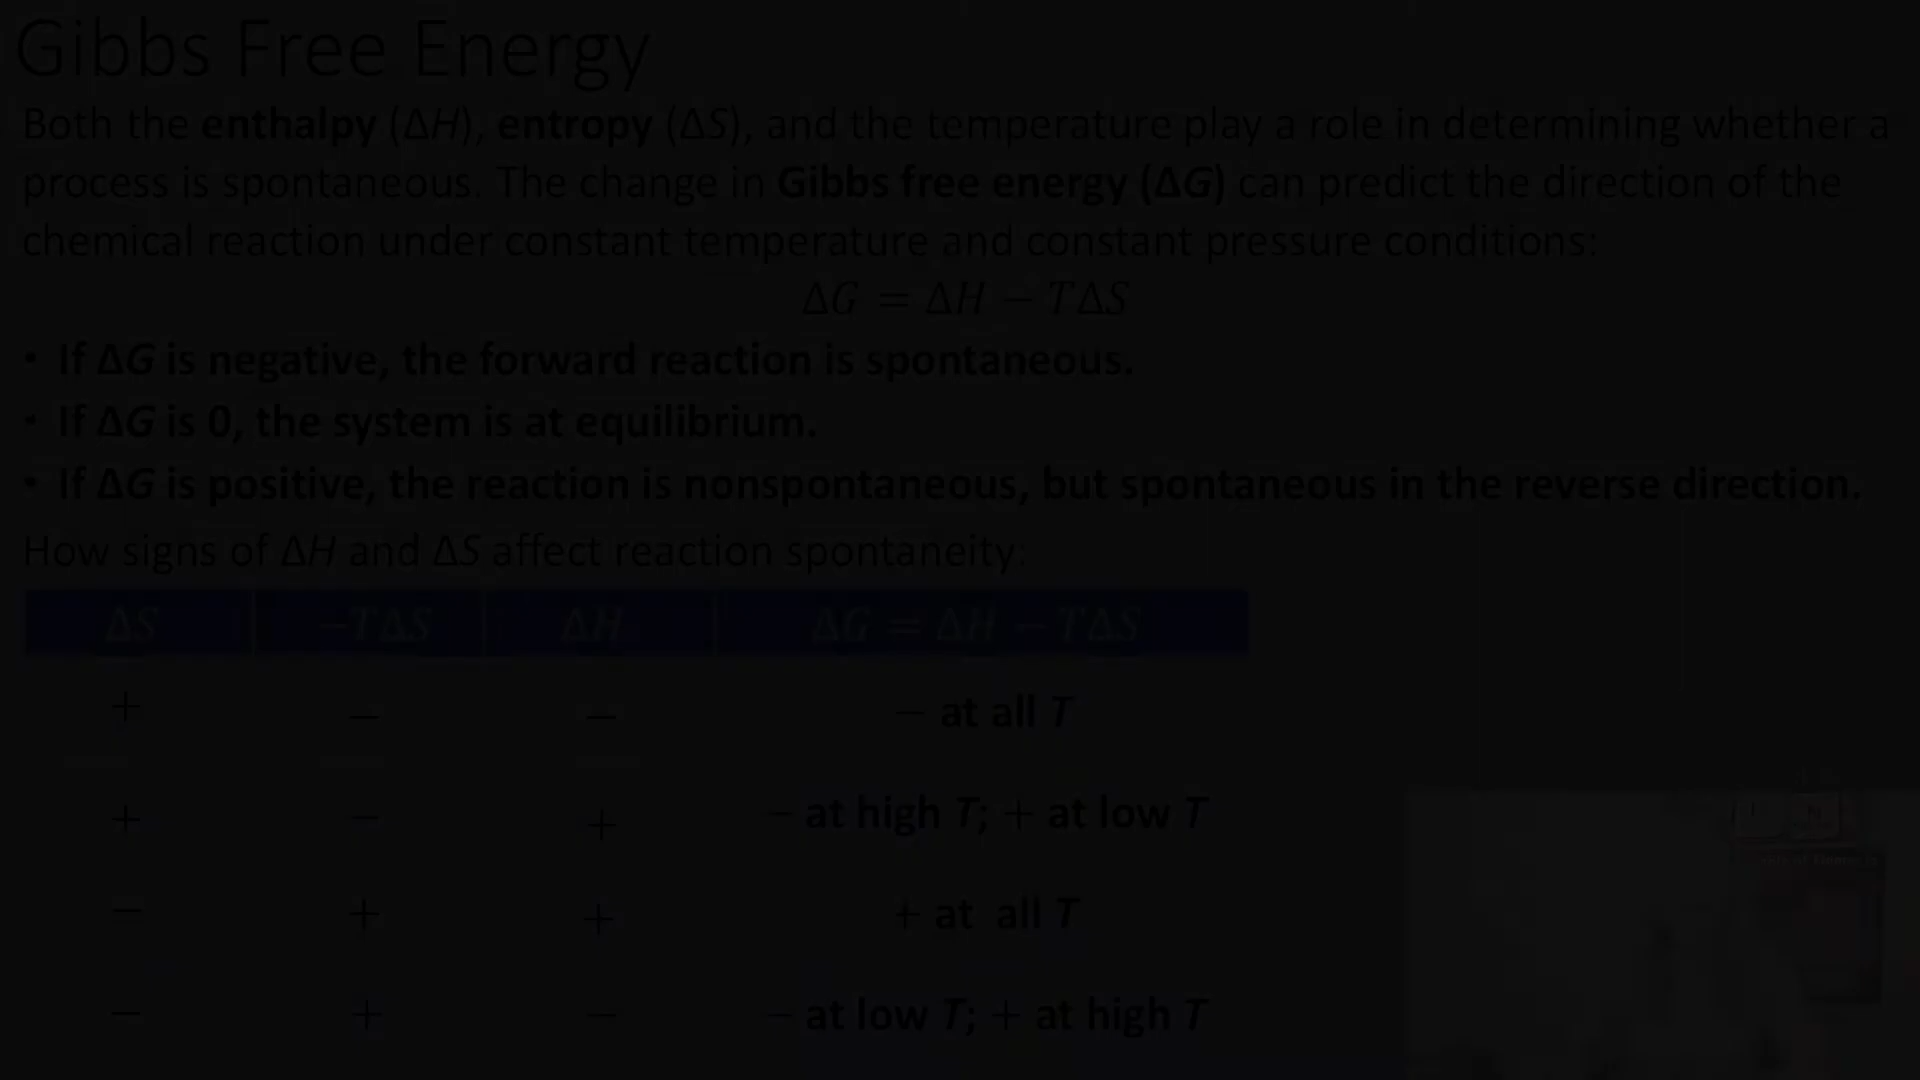 Gibbs Free Energy
Both the enthalpy (ΔH), entropy (ΔS), and the temperature play a role in determining whether a
process is spontaneous. The change in Gibbs free energy (ΔG) can predict the direction of the
chemical reaction under constant temperature and constant pressure conditions:
ΔG = ΔH − TΔS
• If ΔG is negative, the forward reaction is spontaneous.
• If ΔG is 0, the system is at equilibrium.
• If ΔG is positive, the reaction is nonspontaneous, but spontaneous in the reverse direction.
How signs of ΔH and ΔS affect reaction spontaneity:
ΔS −TΔS ΔH ΔG = ΔH − TΔS
+ − − − at all T
+ − + − at high T; + at low T
− + + + at all T
− + − − at low T; + at high T